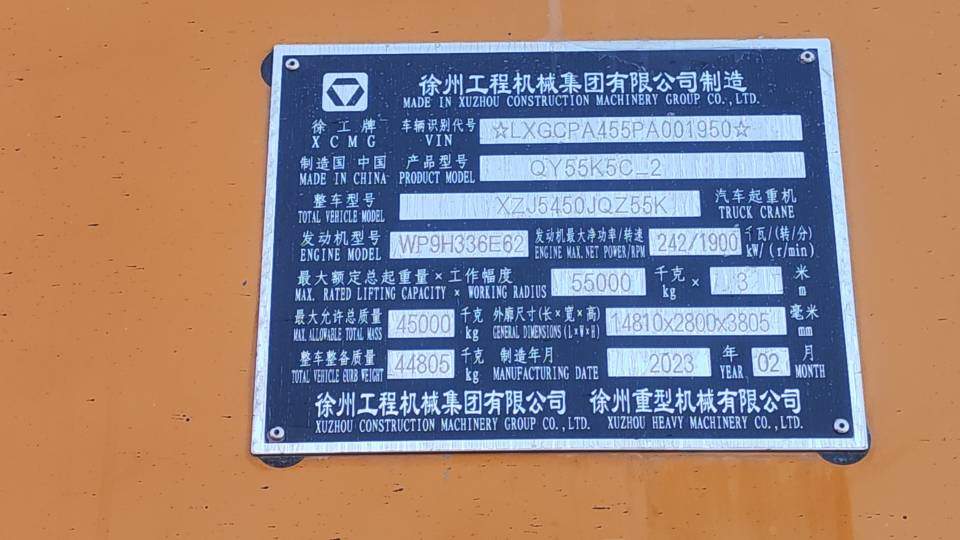 徐州工程机械集团有限公司制造
MADE IN XUZHOU CONSTRUCTION MACHINERY GROUP CO., LTD.
徐工牌 车辆识别代号 ☆LXGCPA455PA001950☆
XCMG VIN
制造国 中国 产品型号 QY55K5C_2
MADE IN CHINA PRODUCT MODEL
整车型号 XZJ5450JQZ55K 汽车起重机
TOTAL VEHICLE MODEL TRUCK CRANE
发动机型号 WP9H336E62 发动机最大净功率/转速 242/1900 千瓦/(转/分)
ENGINE MODEL ENGINE MAX.NET POWER/RPM kW/(r/min)
最大额定总起重量×工作幅度 55000 千克 × 3 米
MAX. RATED LIFTING CAPACITY × WORKING RADIUS kg m
最大允许总质量 45000 千克 外廓尺寸(长×宽×高) 14810x2800x3805 毫米
MAX. ALLOWABLE TOTAL MASS kg GENERAL DIMENSIONS (L×W×H) mm
整车整备质量 44805 千克 制造年月 2023 年 02 月
TOTAL VEHICLE CURB WEIGHT kg MANUFACTURING DATE YEAR MONTH
徐州工程机械集团有限公司 徐州重型机械有限公司
XUZHOU CONSTRUCTION MACHINERY GROUP CO., LTD. XUZHOU HEAVY MACHINERY CO., LTD.